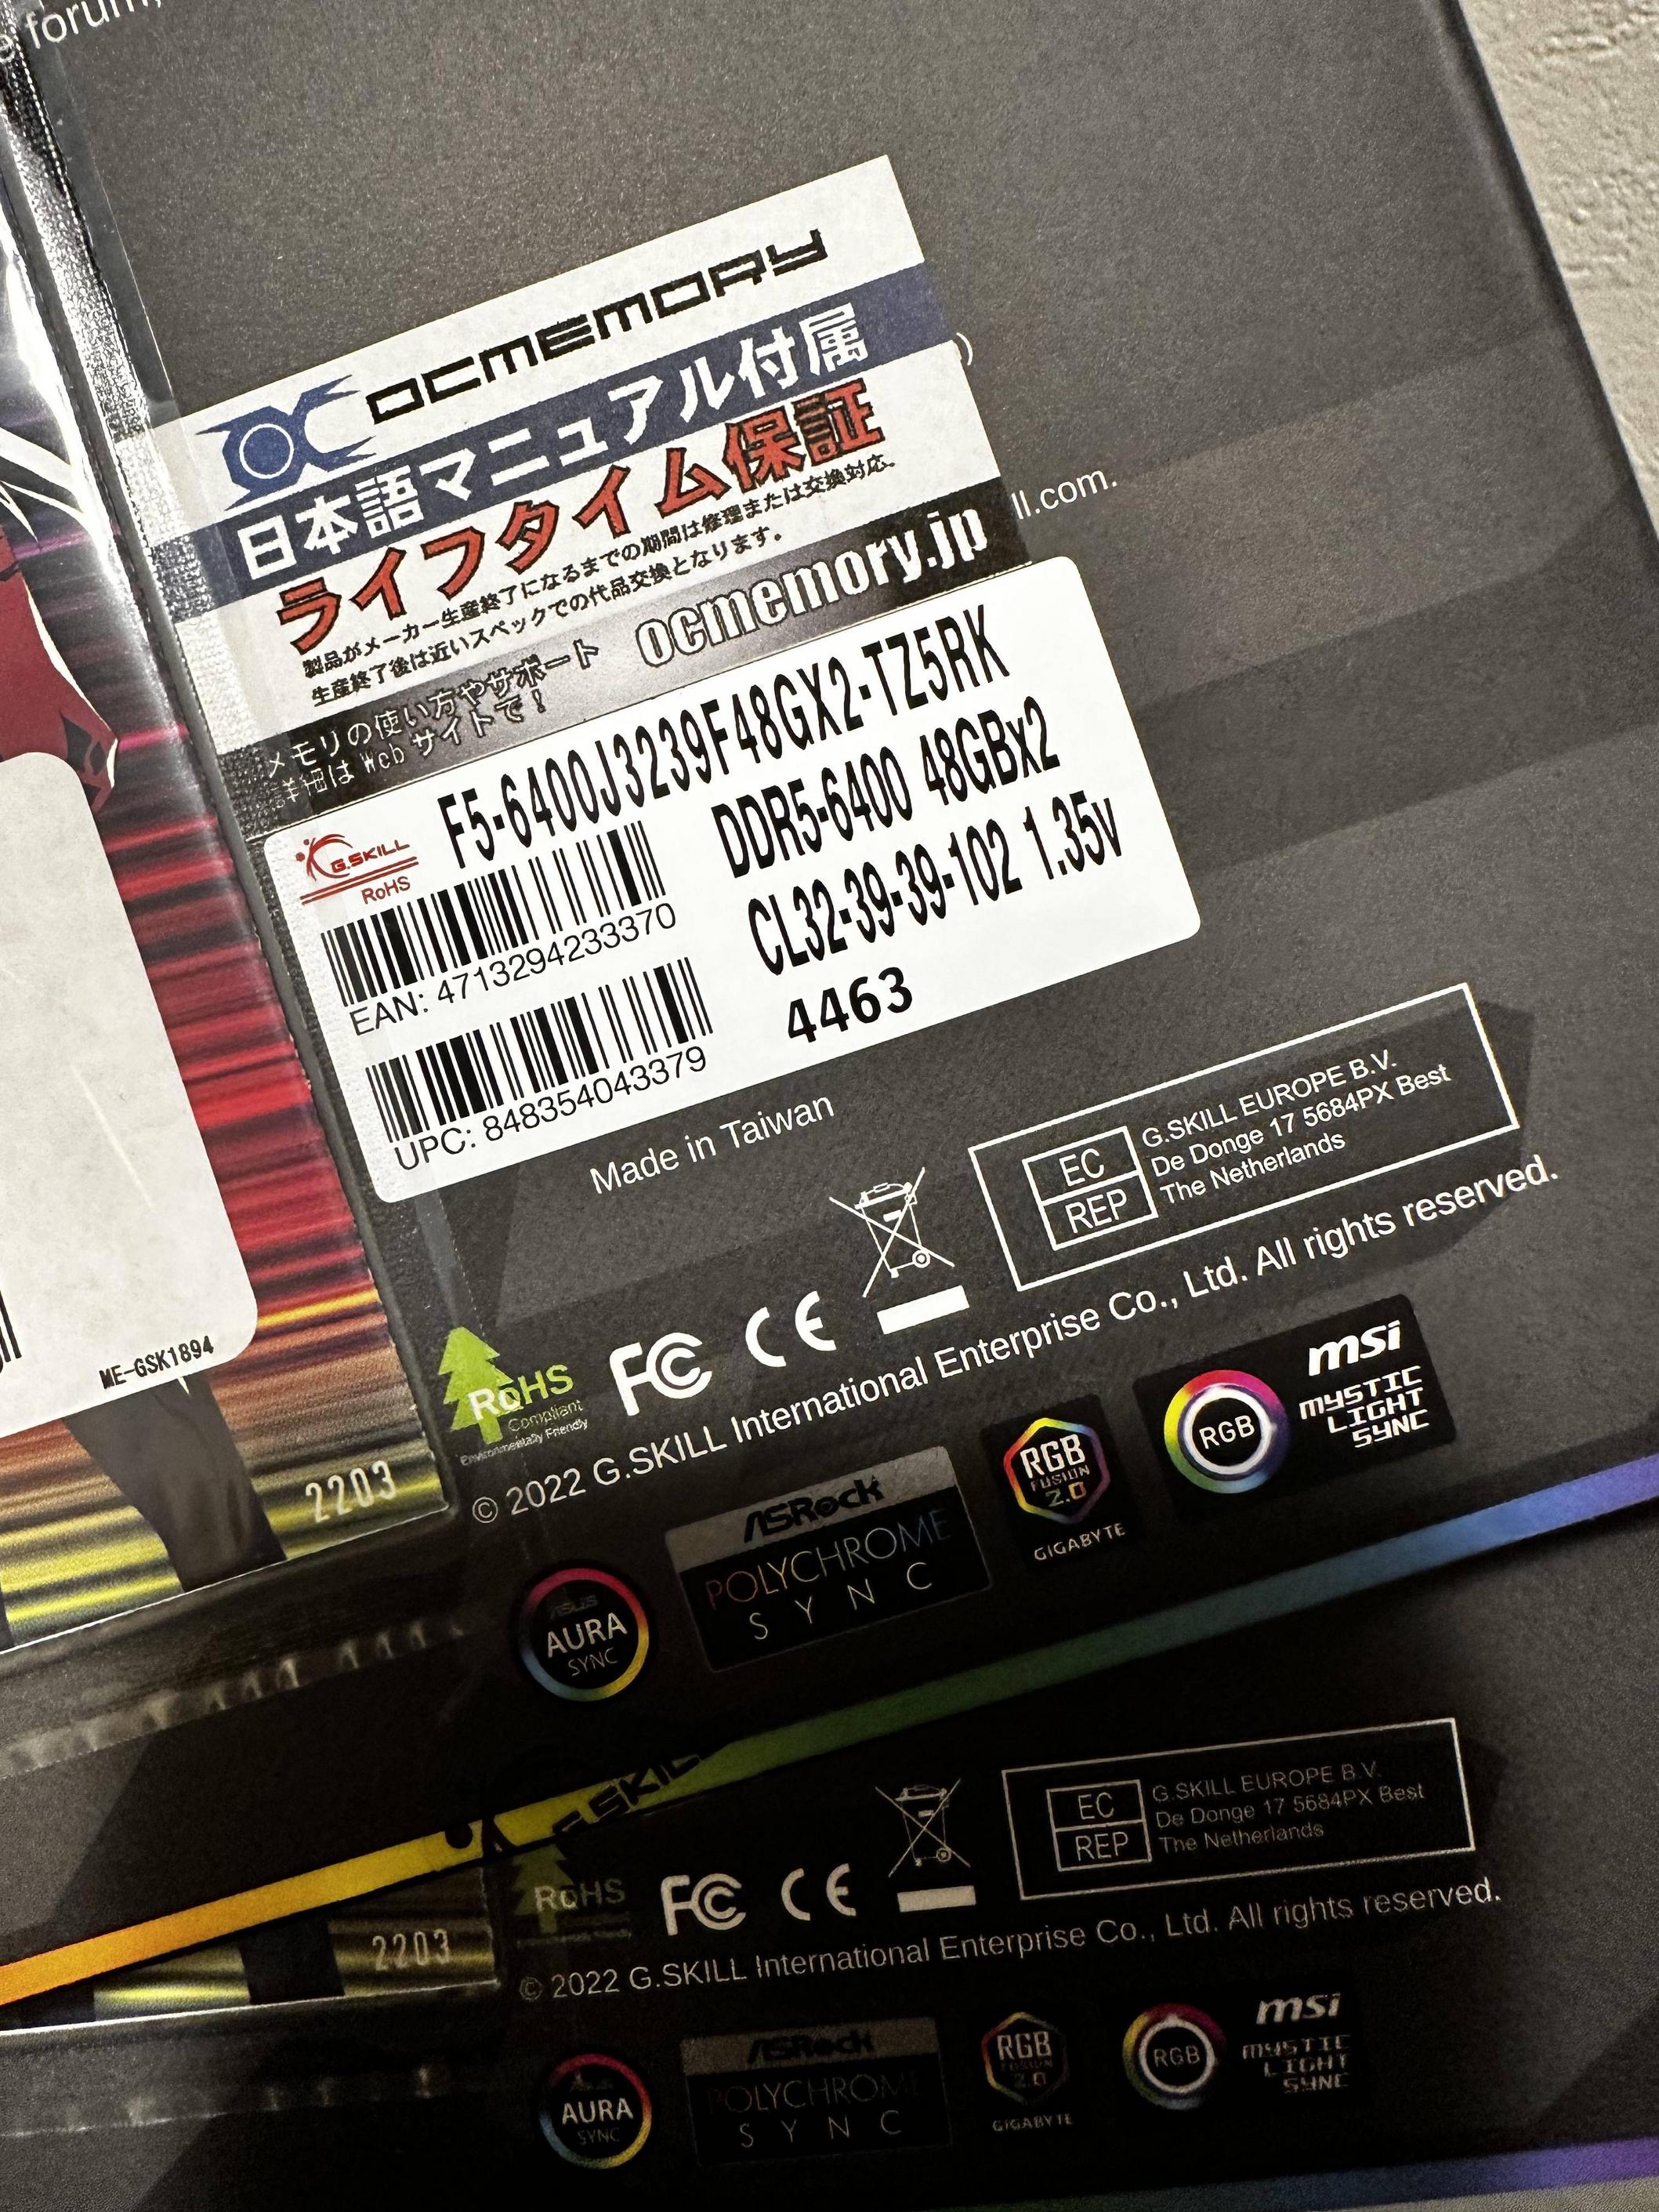 forum,
OC OCMEMORY
日本語マニュアル付属
ライフタイム保証
製品がメーカー生産終了になるまでの期間は修理または交換対応。
生産終了後は近いスペックでの代品交換となります。
メモリの使い方やサポート
詳細は Web サイトで！
ocmemory.jp
)
ll.com.
G.SKILL
RoHS
F5-6400J3239F48GX2-TZ5RK
DDR5-6400 48GBx2
CL32-39-39-102 1.35v
4463
EAN: 4713294233370
UPC: 848354043379
Made in Taiwan
EC
REP
G.SKILL EUROPE B.V.
De Donge 17 5684PX Best
The Netherlands
ME-GSK1894
2203
RoHS
Compliant
Environmentally Friendly
FC CE
© 2022 G.SKILL International Enterprise Co., Ltd. All rights reserved.
ASUS
AURA
SYNC
ASRock
POLYCHROME
SYNC
RGB
FUSION
2.0
GIGABYTE
RGB
msi
MYSTIC
LIGHT
SYNC
G.SKILL
EC
REP
G.SKILL EUROPE B.V.
De Donge 17 5684PX Best
The Netherlands
2203
RoHS
FC CE
© 2022 G.SKILL International Enterprise Co., Ltd. All rights reserved.
AURA
SYNC
ASRock
POLYCHROME
SYNC
RGB
FUSION
2.0
GIGABYTE
RGB
msi
MYSTIC
LIGHT
SYNC